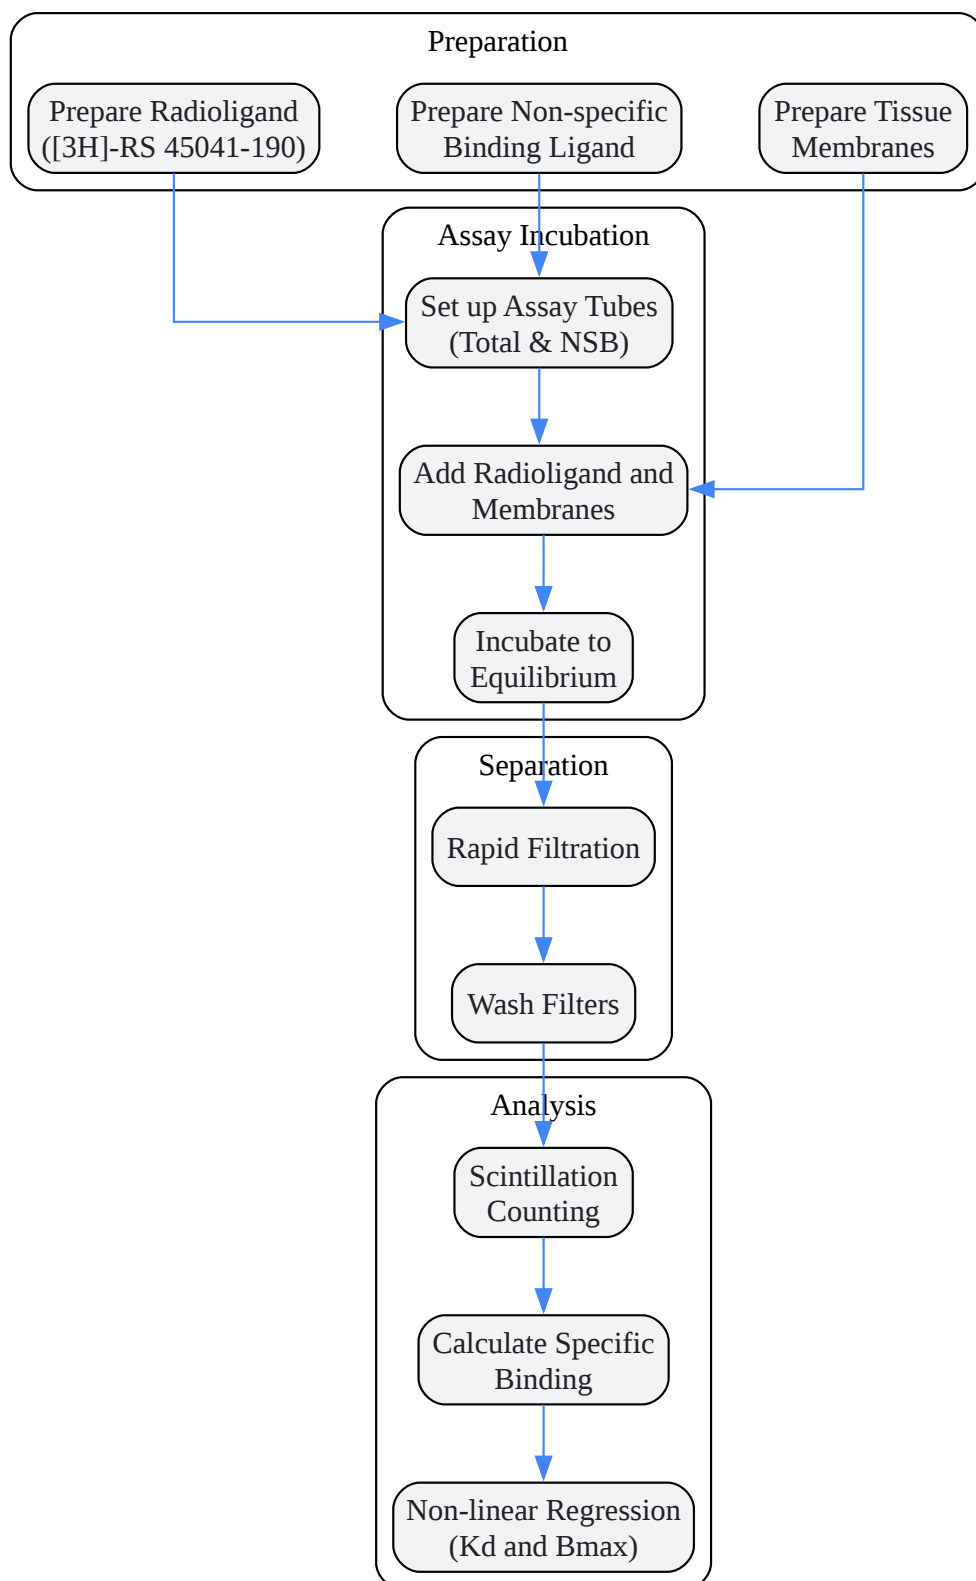 Preparation
Prepare Radioligand
([3H]-RS 45041-190)
Prepare Non-specific
Binding Ligand
Prepare Tissue
Membranes
Assay Incubation
Set up Assay Tubes
(Total & NSB)
Add Radioligand and
Membranes
Incubate to
Equilibrium
Separation
Rapid Filtration
Wash Filters
Analysis
Scintillation
Counting
Calculate Specific
Binding
Non-linear Regression
(Kd and Bmax)